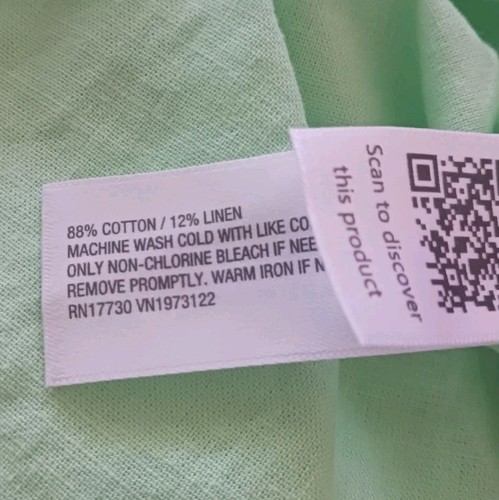 88% COTTON / 12% LINEN
MACHINE WASH COLD WITH LIKE CO
ONLY NON-CHLORINE BLEACH IF NEE
REMOVE PROMPTLY. WARM IRON IF N
RN17730 VN1973122
Scan to discover
this product